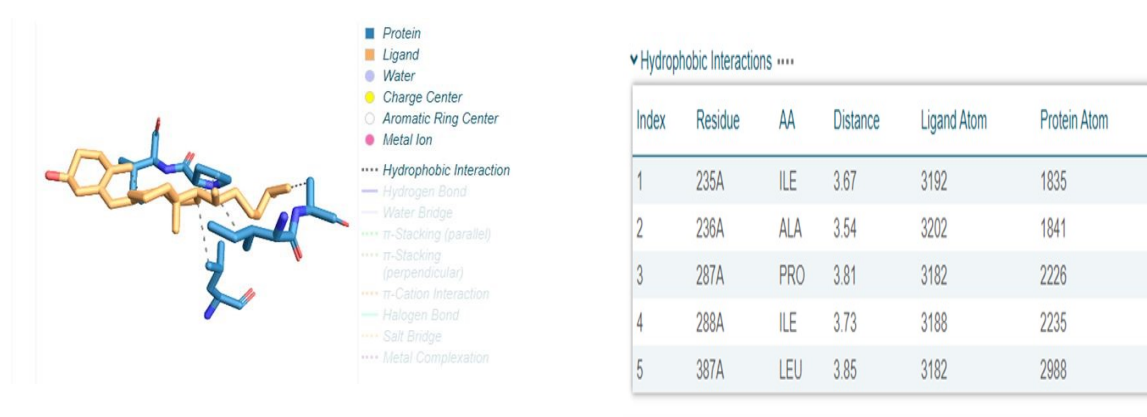 Protein
Ligand
Water
Charge Center
Aromatic Ring Center
Metal Ion
Hydrophobic Interaction
Hydrogen Bond
Water Bridge
π-Stacking (parallel)
π-Stacking
(perpendicular)
π-Cation Interaction
Halogen Bond
Salt Bridge
Metal Complexation
Hydrophobic Interactions
Index Residue AA Distance Ligand Atom Protein Atom
1 235A ILE 3.67 3192 1835
2 236A ALA 3.54 3202 1841
3 287A PRO 3.81 3182 2226
4 288A ILE 3.73 3188 2235
5 387A LEU 3.85 3182 2988